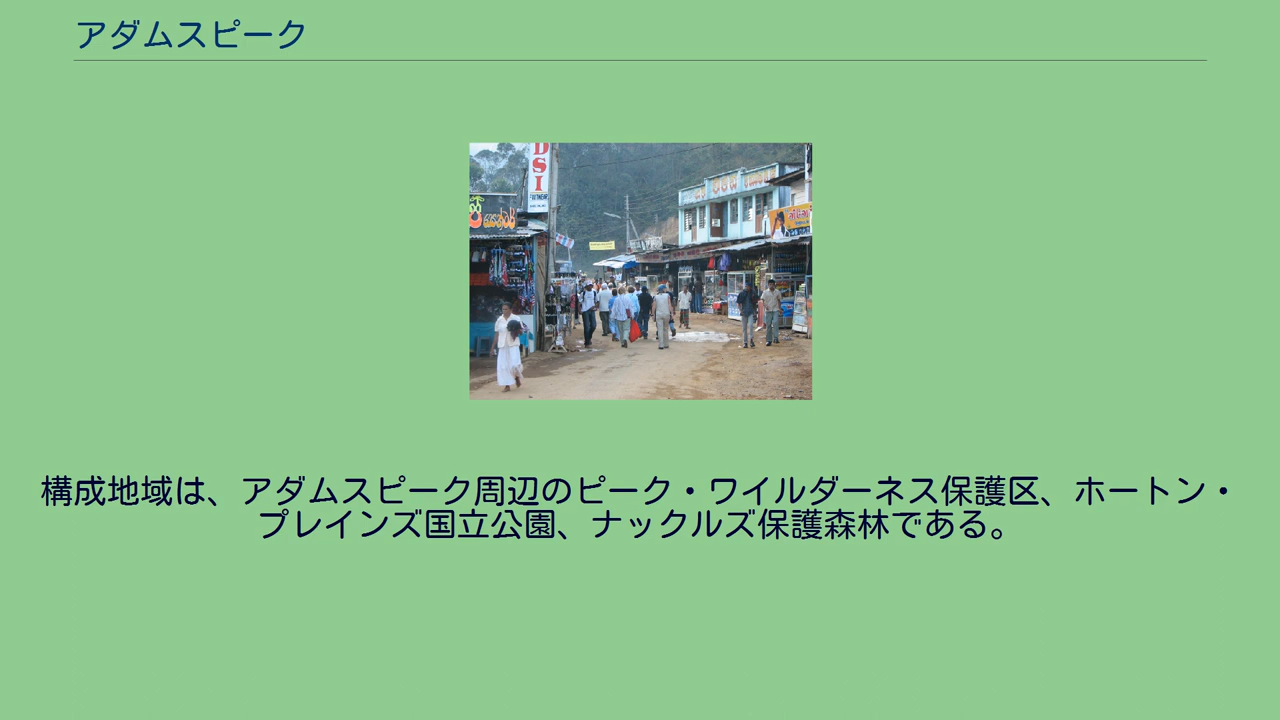 アダムスピーク
DSI
構成地域は、アダムスピーク周辺のピーク・ワイルダーネス保護区、ホートン・
プレインズ国立公園、ナックルズ保護森林である。